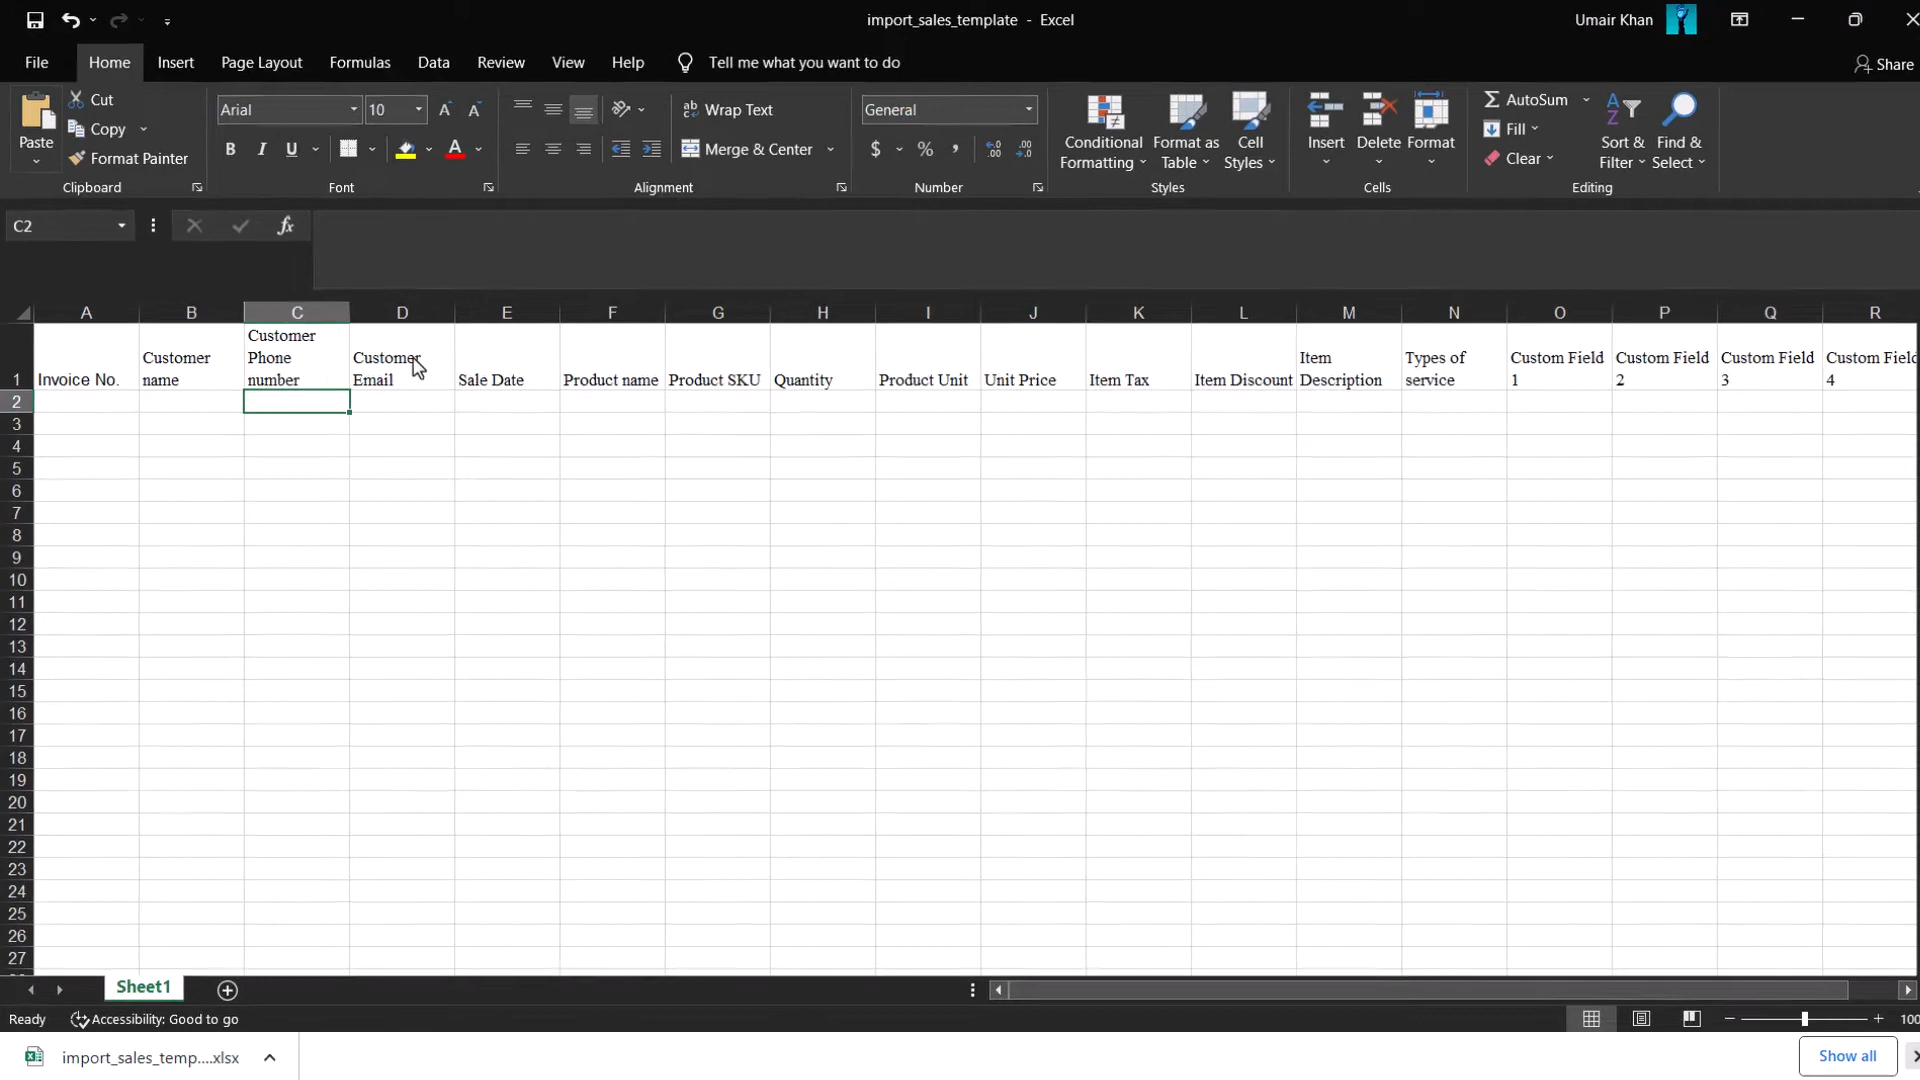 import_sales_template - Excel
Umair Khan
File Home Insert Page Layout Formulas Data Review View Help Tell me what you want to do
Share
Paste
Cut
Copy
Format Painter
Clipboard
Arial 10
B I U
Font
Wrap Text
Merge & Center
Alignment
General
$ % ,
Number
Conditional Formatting
Format as Table
Cell Styles
Styles
Insert Delete Format
Cells
AutoSum
Fill
Clear
Sort & Filter
Find & Select
Editing
C2
fx
A B C D E F G H I J K L M N O P Q R
1
Invoice No.
Customer name
Customer Phone number
Customer Email
Sale Date
Product name
Product SKU
Quantity
Product Unit
Unit Price
Item Tax
Item Discount
Item Description
Types of service
Custom Field 1
Custom Field 2
Custom Field 3
Custom Field 4
2
3
4
5
6
7
8
9
10
11
12
13
14
15
16
17
18
19
20
21
22
23
24
25
26
27
Sheet1
Ready
Accessibility: Good to go
100
import_sales_temp....xlsx
Show all